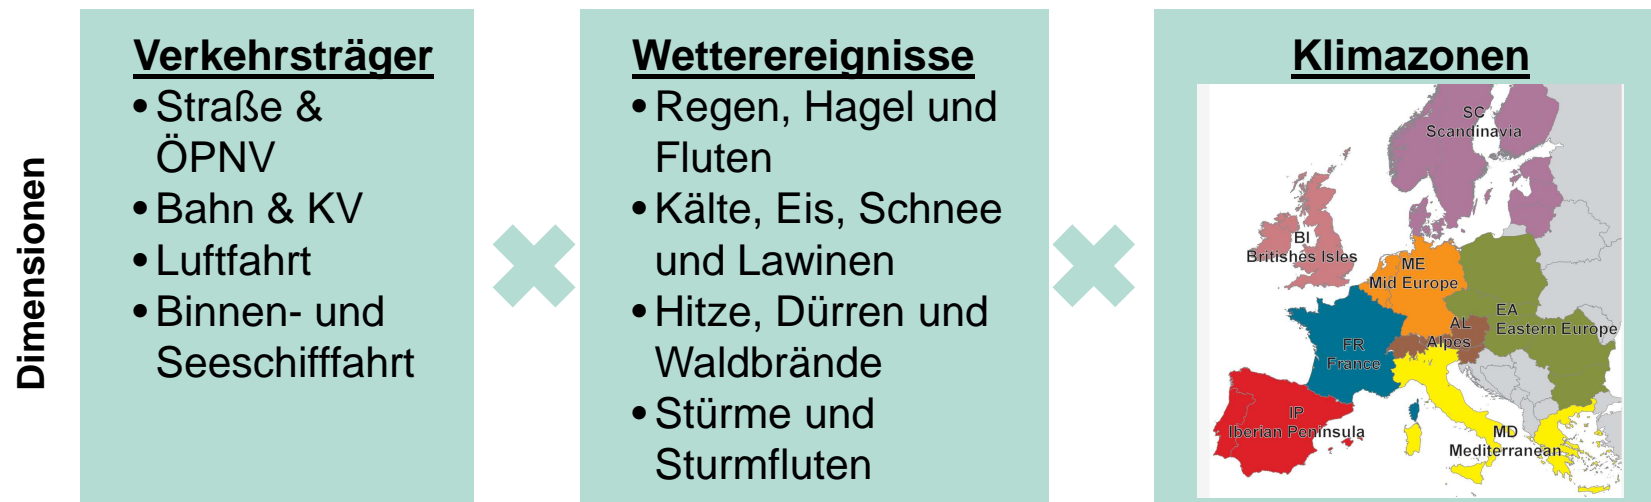 Dimensionen
Verkehrsträger
• Straße &
ÖPNV
• Bahn & KV
• Luftfahrt
• Binnen- und
Seeschifffahrt
Wetterereignisse
• Regen, Hagel und
Fluten
• Kälte, Eis, Schnee
und Lawinen
• Hitze, Dürren und
Waldbrände
• Stürme und
Sturmfluten
Klimazonen
SC
Scandinavia
BI
Britishes Isles
ME
Mid Europe
EA
Eastern Europe
AL
Alpes
FR
France
IP
Iberian Peninsula
MD
Mediterranean